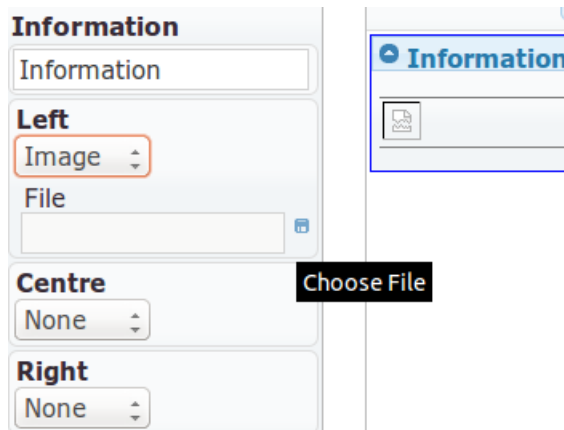 Information
Information
Left
Image
File
Choose File
Centre
None
Right
None
Information